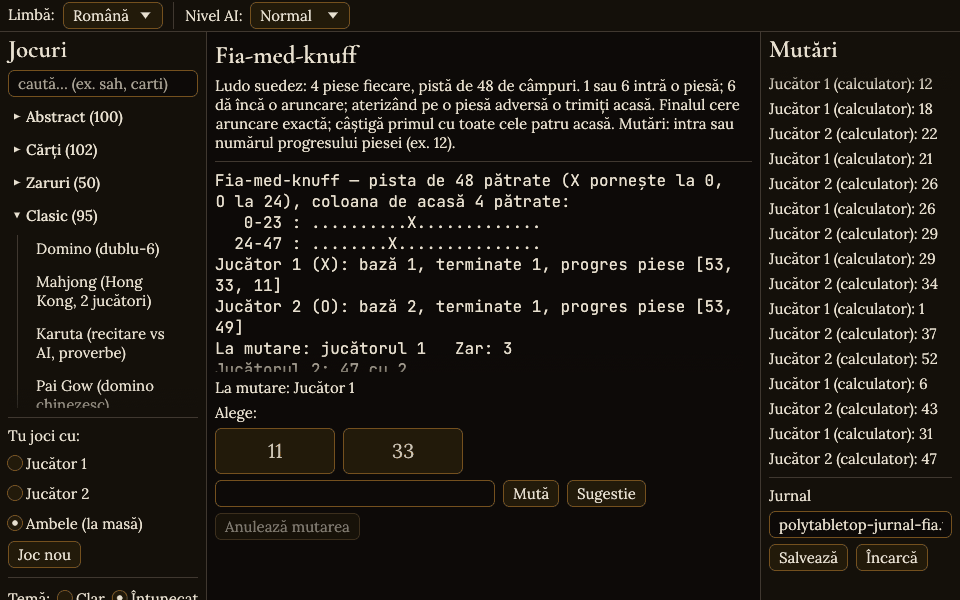 Limbă: Română Nivel AI: Normal
Jocuri
caută... (ex. sah, carti)
Abstract (100)
Cărți (102)
Zaruri (50)
Clasic (95)
Domino (dublu-6)
Mahjong (Hong
Kong, 2 jucători)
Karuta (recitare vs
AI, proverbe)
Pai Gow (domino
chinezesc)
Tu joci cu:
Jucător 1
Jucător 2
Ambele (la masă)
Joc nou
Temă: Clar Întunecat
Fia-med-knuff
Ludo suedez: 4 piese fiecare, pistă de 48 de câmpuri. 1 sau 6 intră o piesă; 6
dă încă o aruncare; aterizând pe o piesă adversă o trimiți acasă. Finalul cere
aruncare exactă; câștigă primul cu toate cele patru acasă. Mutări: intra sau
numărul progresului piesei (ex. 12).
Fia-med-knuff — pista de 48 pătrate (X pornește la 0,
O la 24), coloana de acasă 4 pătrate:
0-23 : ..........X.............
24-47 : ........X...............
Jucător 1 (X): bază 1, terminate 1, progres piese [53,
33, 11]
Jucător 2 (O): bază 2, terminate 1, progres piese [53,
49]
La mutare: jucătorul 1 Zar: 3
Jucătorul 2: 47 cu 2
La mutare: Jucător 1
Alege:
11 33
Mută Sugestie
Anulează mutarea
Mutări
Jucător 1 (calculator): 12
Jucător 1 (calculator): 18
Jucător 2 (calculator): 22
Jucător 1 (calculator): 21
Jucător 2 (calculator): 26
Jucător 1 (calculator): 26
Jucător 2 (calculator): 29
Jucător 1 (calculator): 29
Jucător 2 (calculator): 34
Jucător 1 (calculator): 1
Jucător 2 (calculator): 37
Jucător 2 (calculator): 52
Jucător 1 (calculator): 6
Jucător 2 (calculator): 43
Jucător 1 (calculator): 31
Jucător 2 (calculator): 47
Jurnal
polytabletop-jurnal-fia.
Salvează Încarcă